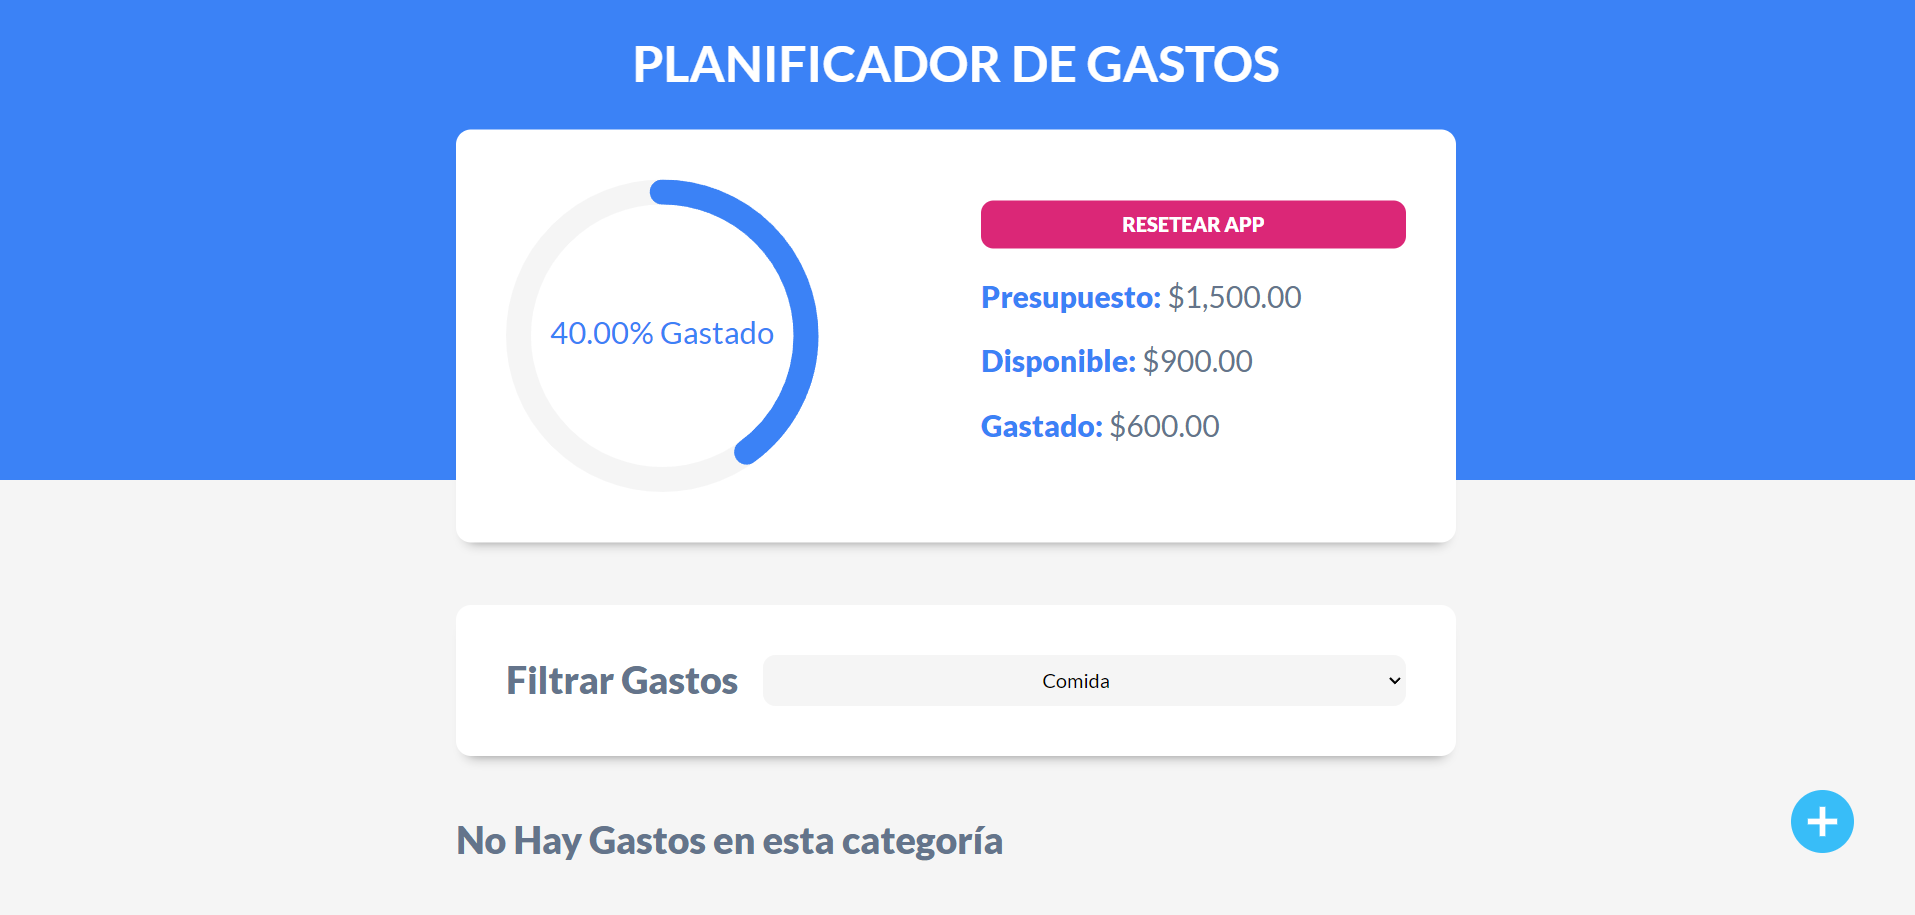 PLANIFICADOR DE GASTOS
40.00% Gastado
RESETEAR APP
Presupuesto: $1,500.00
Disponible: $900.00
Gastado: $600.00
Filtrar Gastos
Comida
No Hay Gastos en esta categoría